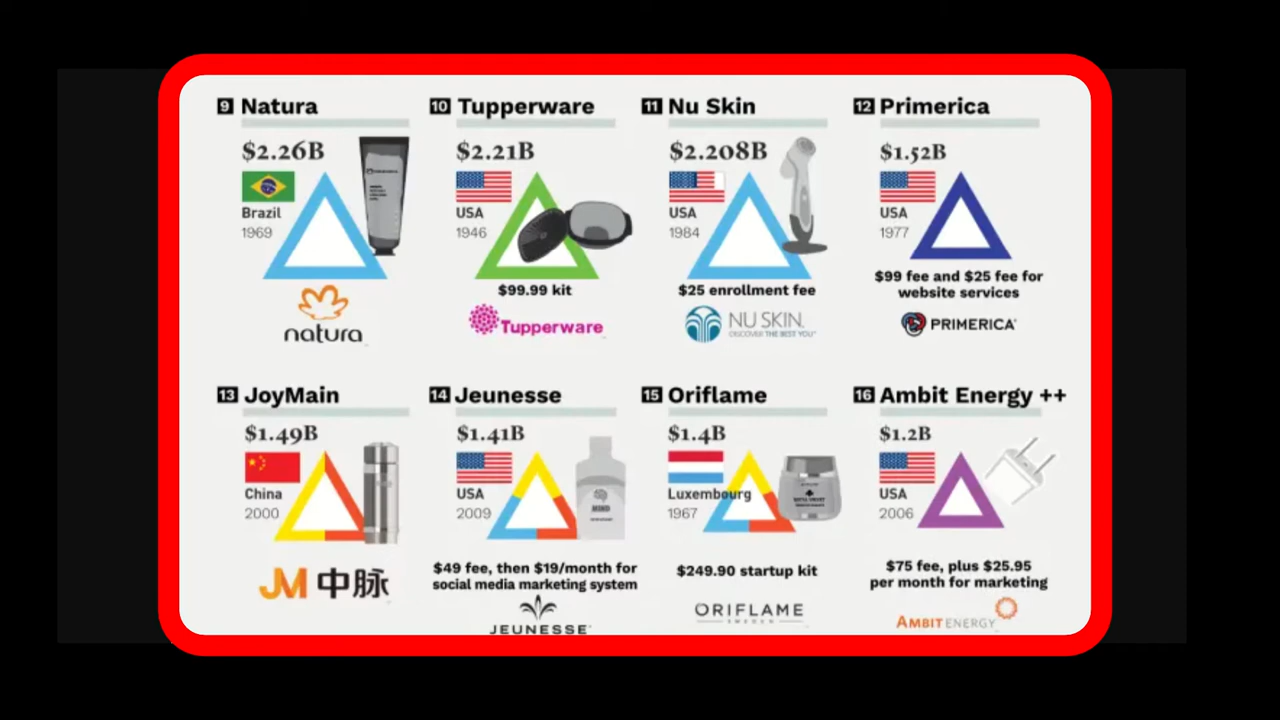 9 Natura
$2.26B
Brazil
1969
natura
10 Tupperware
$2.21B
USA
1946
$99.99 kit
Tupperware
11 Nu Skin
$2.208B
USA
1984
$25 enrollment fee
NU SKIN.
DISCOVER THE BEST YOU™
12 Primerica
$1.52B
USA
1977
$99 fee and $25 fee for
website services
PRIMERICA
13 JoyMain
$1.49B
China
2000
JM 中脉
14 Jeunesse
$1.41B
USA
2009
$49 fee, then $19/month for
social media marketing system
JEUNESSE
15 Oriflame
$1.4B
Luxembourg
1967
$249.90 startup kit
ORIFLAME
SWEDEN
16 Ambit Energy ++
$1.2B
USA
2006
$75 fee, plus $25.95
per month for marketing
AMBIT ENERGY